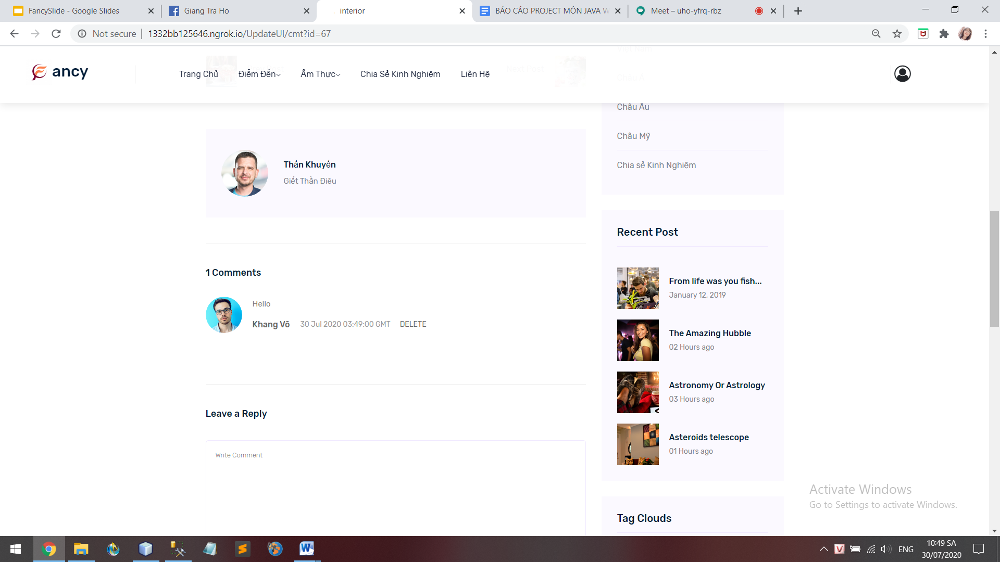 FancySlide - Google Slides
Giang Tra Ho
interior
BÁO CÁO PROJECT MÔN JAVA W
Meet – uho-yfrq-rbz
Not secure
1332bb125646.ngrok.io/UpdateUI/cmt?id=67
ancy
Trang Chủ
Điểm Đến
Ẩm Thực
Chia Sẻ Kinh Nghiệm
Liên Hệ
Next Post
Việt Nam
Châu Á
Châu Âu
Châu Mỹ
Chia sẻ Kinh Nghiệm
Thần Khuyển
Giết Thần Điêu
1 Comments
Hello
Khang Võ 30 Jul 2020 03:49:00 GMT DELETE
Leave a Reply
Write Comment
Recent Post
From life was you fish...
January 12, 2019
The Amazing Hubble
02 Hours ago
Astronomy Or Astrology
03 Hours ago
Asteroids telescope
01 Hours ago
Tag Clouds
Activate Windows
Go to Settings to activate Windows.
ENG
10:49 SA
30/07/2020